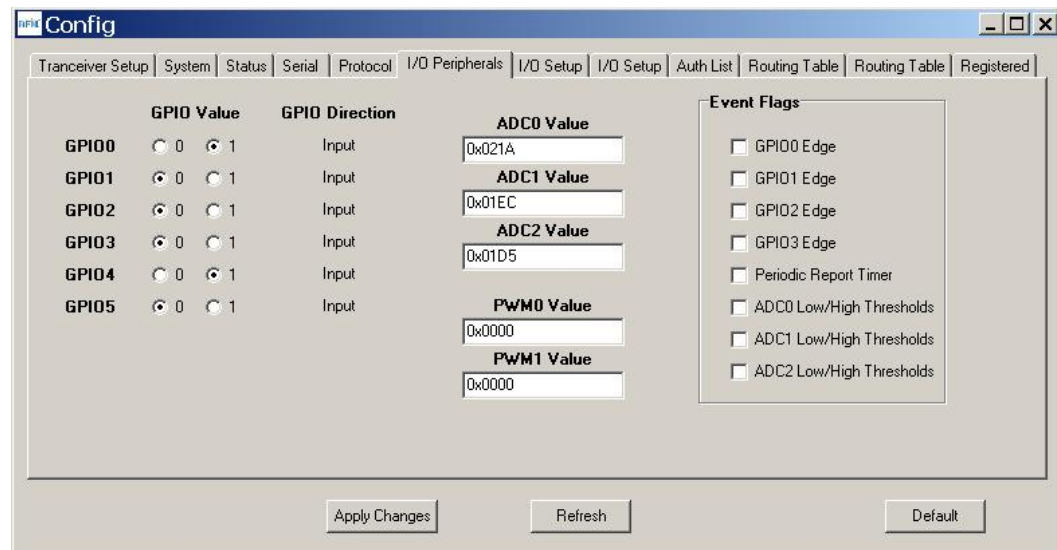 RFM Config
Tranceiver Setup System Status Serial Protocol I/O Peripherals I/O Setup I/O Setup Auth List Routing Table Routing Table Registered
GPIO Value GPIO Direction
GPIO0 0 1 Input
GPIO1 0 1 Input
GPIO2 0 1 Input
GPIO3 0 1 Input
GPIO4 0 1 Input
GPIO5 0 1 Input
ADC0 Value
0x021A
ADC1 Value
0x01EC
ADC2 Value
0x01D5
PWM0 Value
0x0000
PWM1 Value
0x0000
Event Flags
GPIO0 Edge
GPIO1 Edge
GPIO2 Edge
GPIO3 Edge
Periodic Report Timer
ADC0 Low/High Thresholds
ADC1 Low/High Thresholds
ADC2 Low/High Thresholds
Apply Changes Refresh Default